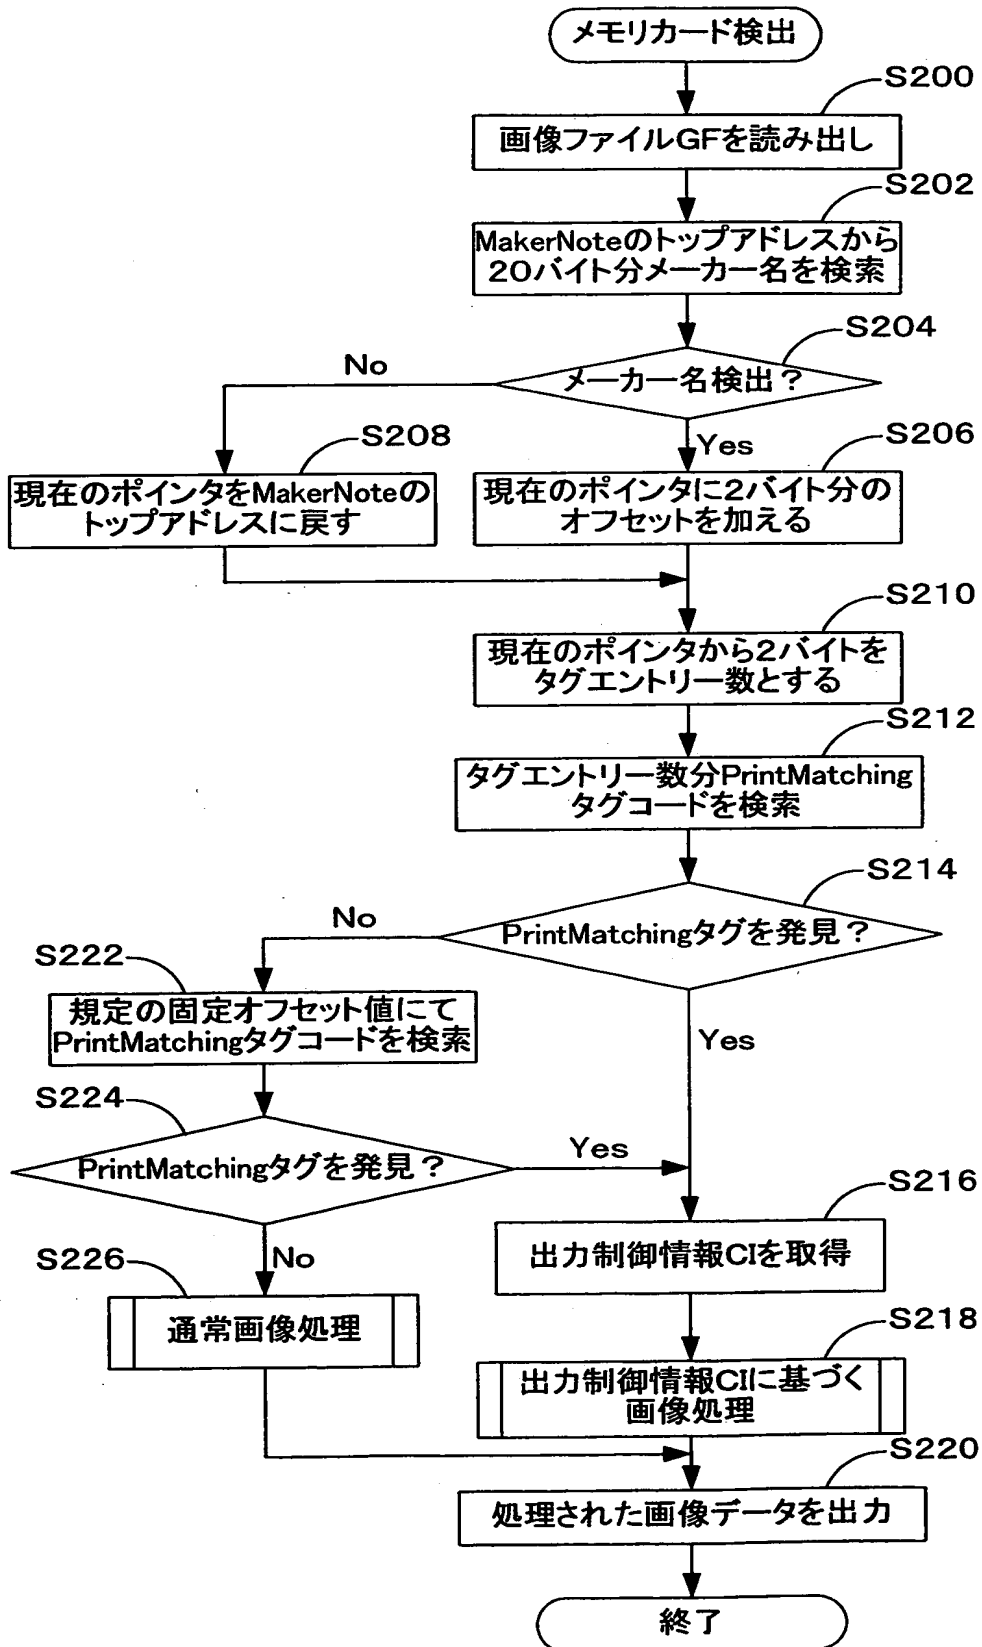 メモリカード検出
S200
画像ファイルGFを読み出し
S202
MakerNoteのトップアドレスから
20バイト分メーカー名を検索
S204
メーカー名検出？
No
Yes
S208
現在のポインタをMakerNoteの
トップアドレスに戻す
S206
現在のポインタに2バイト分の
オフセットを加える
S210
現在のポインタから2バイトを
タグエントリー数とする
S212
タグエントリー数分PrintMatching
タグコードを検索
S214
PrintMatchingタグを発見？
No
Yes
S222
規定の固定オフセット値にて
PrintMatchingタグコードを検索
S224
PrintMatchingタグを発見？
Yes
No
S216
出力制御情報CIを取得
S226
通常画像処理
S218
出力制御情報CIに基づく
画像処理
S220
処理された画像データを出力
終了